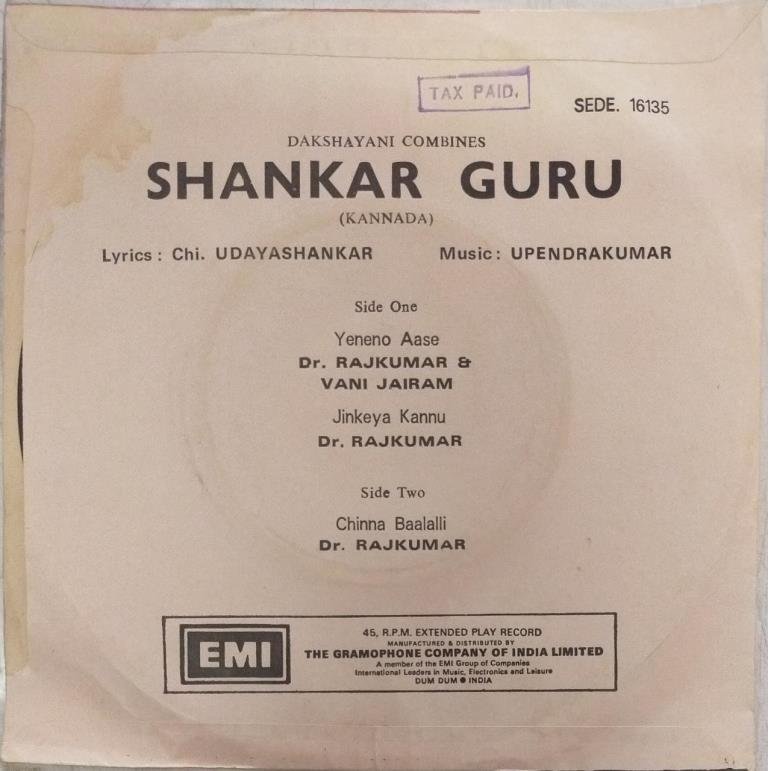 TAX PAID.
SEDE. 16135
DAKSHAYANI COMBINES
SHANKAR GURU
(KANNADA)
Lyrics : Chi. UDAYASHANKAR Music : UPENDRAKUMAR
Side One
Yeneno Aase
Dr. RAJKUMAR &
VANI JAIRAM
Jinkeya Kannu
Dr. RAJKUMAR
Side Two
Chinna Baalalli
Dr. RAJKUMAR
EMI
45, R.P.M. EXTENDED PLAY RECORD
MANUFACTURED & DISTRIBUTED BY
THE GRAMOPHONE COMPANY OF INDIA LIMITED
A member of the EMI Group of Companies
International Leaders in Music, Electronics and Leisure
DUM DUM ● INDIA